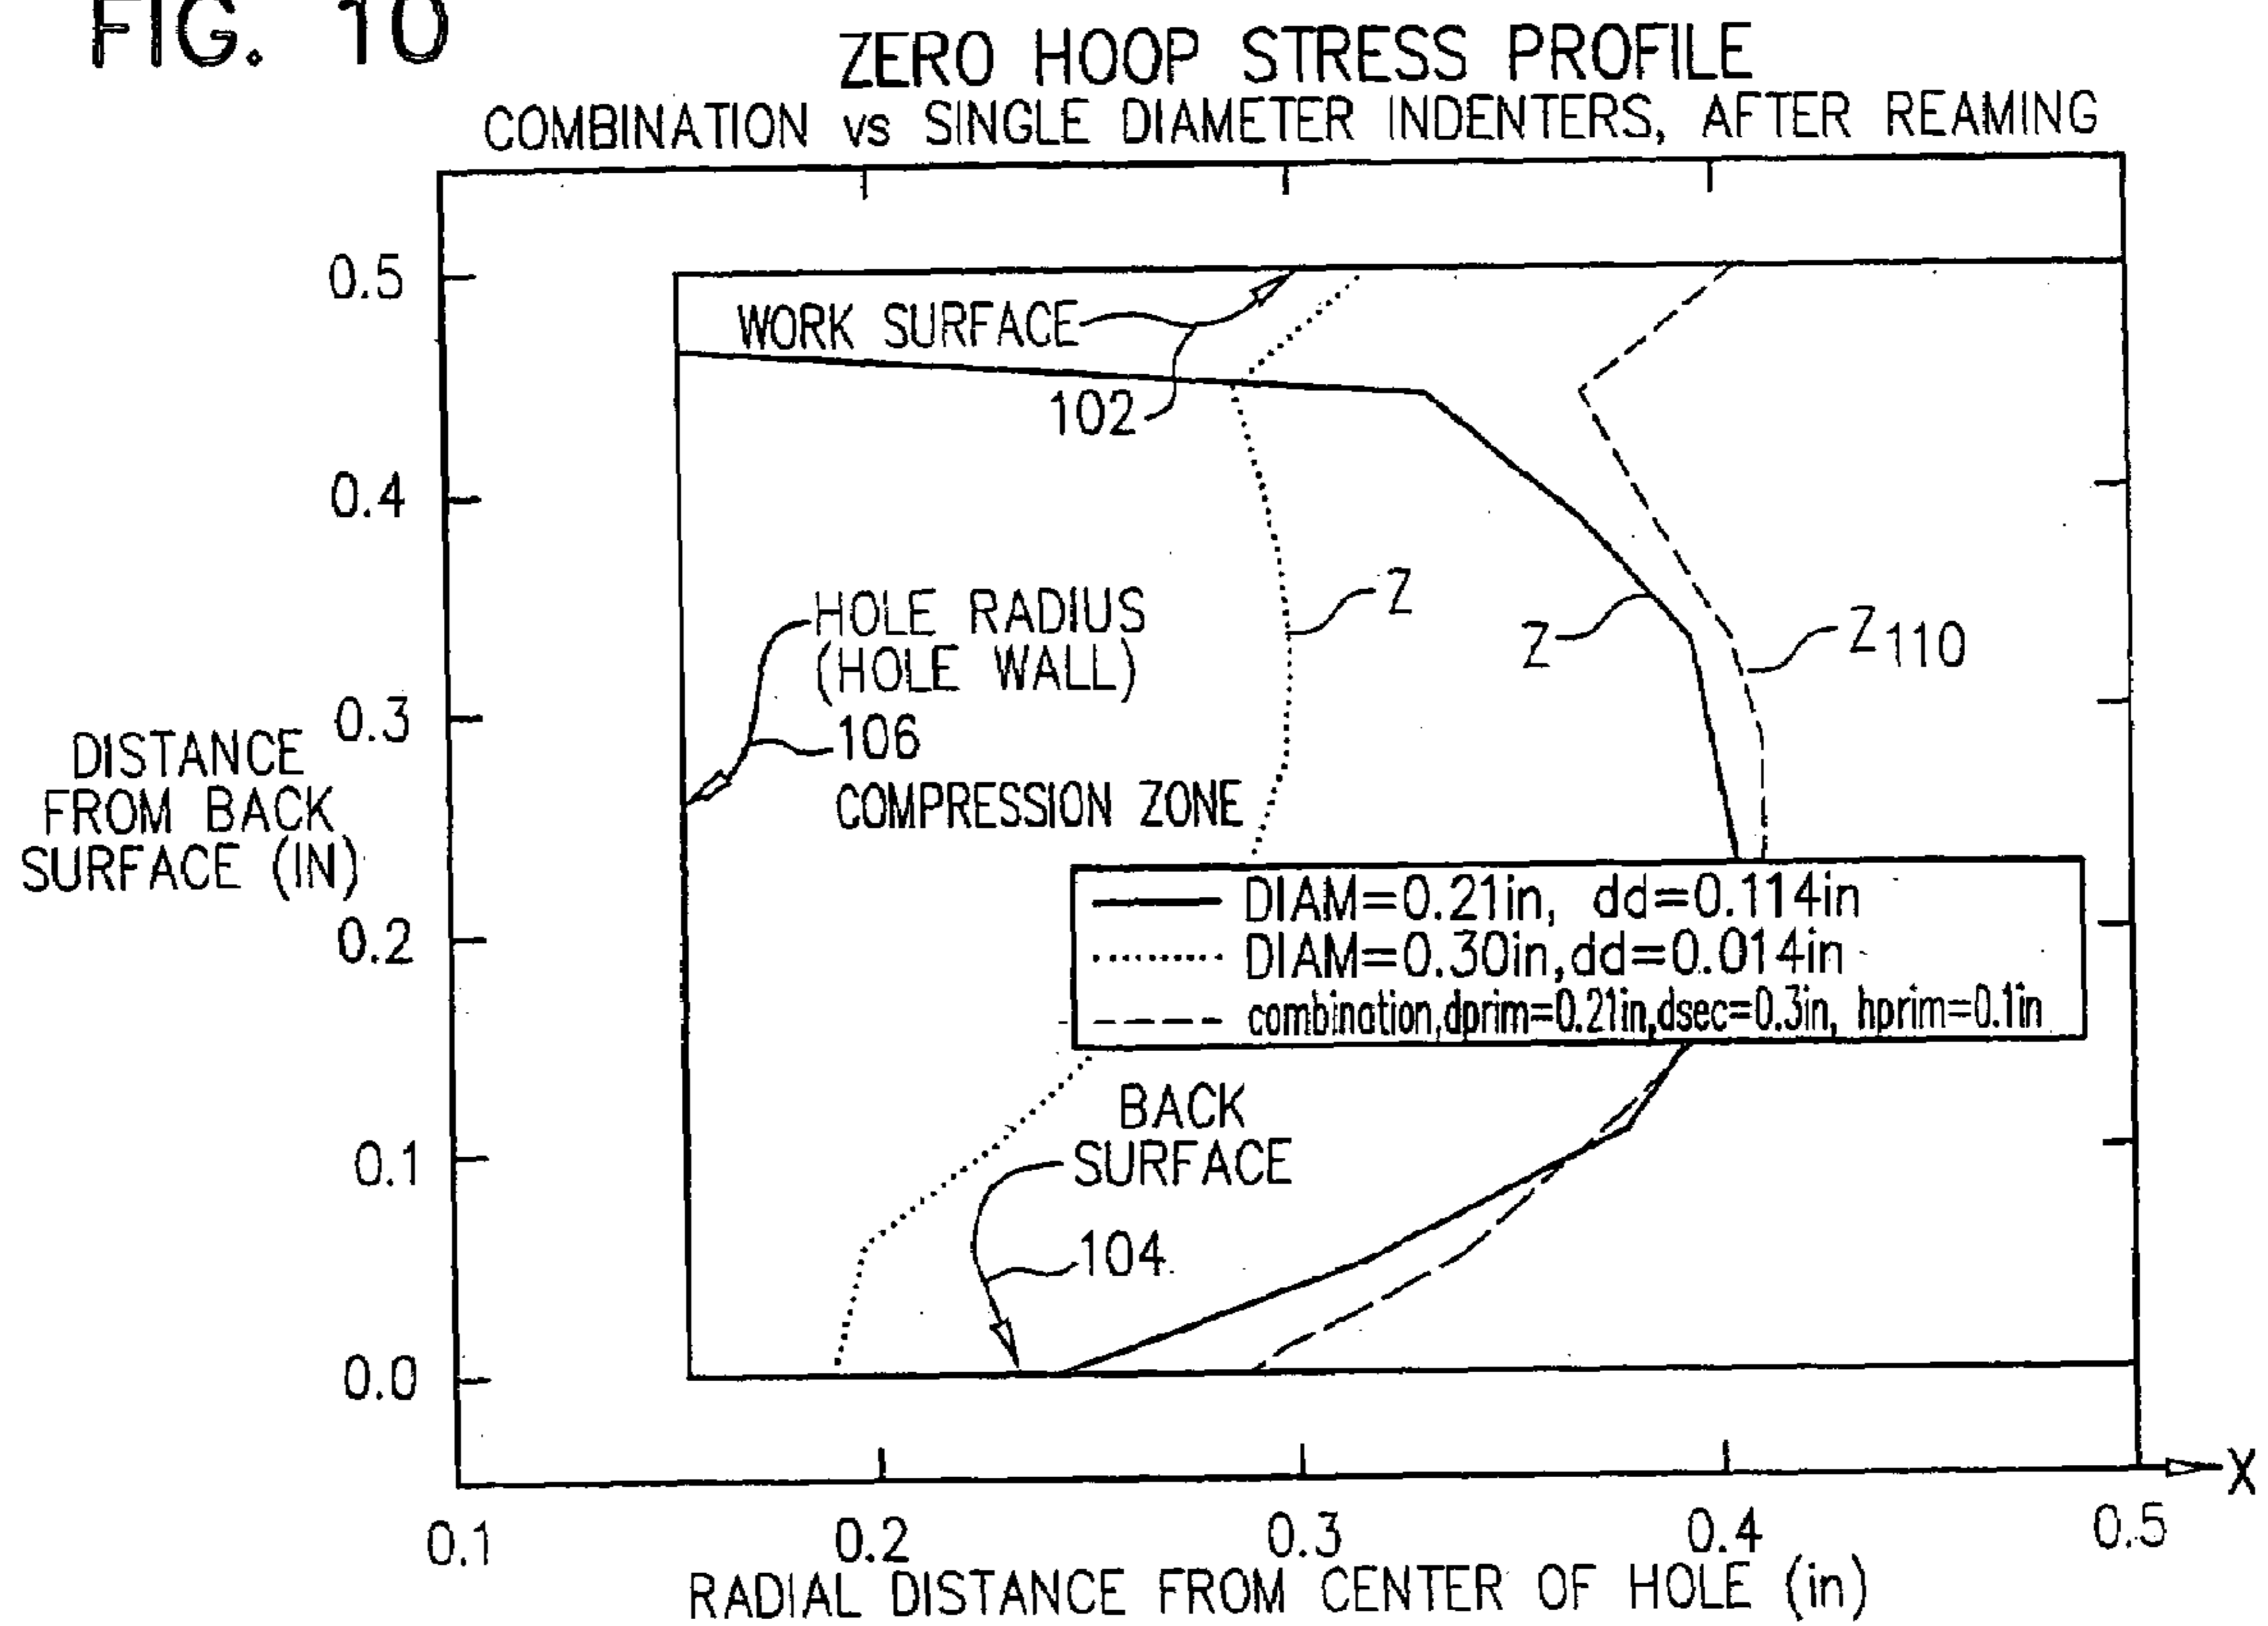 FIG. 10
ZERO HOOP STRESS PROFILE
COMBINATION vs SINGLE DIAMETER INDENTERS, AFTER REAMING
0.5
WORK SURFACE
102
0.4
HOLE RADIUS
(HOLE WALL)
106
Z
Z
Z110
0.3
DISTANCE
FROM BACK
SURFACE (IN)
COMPRESSION ZONE
DIAM=0.21in, dd=0.114in
DIAM=0.30in,dd=0.014in
combination,dprim=0.21in,dsec=0.3in, hprim=0.1in
0.2
BACK
SURFACE
0.1
104
0.0
X
0.1 0.2 0.3 0.4 0.5
RADIAL DISTANCE FROM CENTER OF HOLE (in)